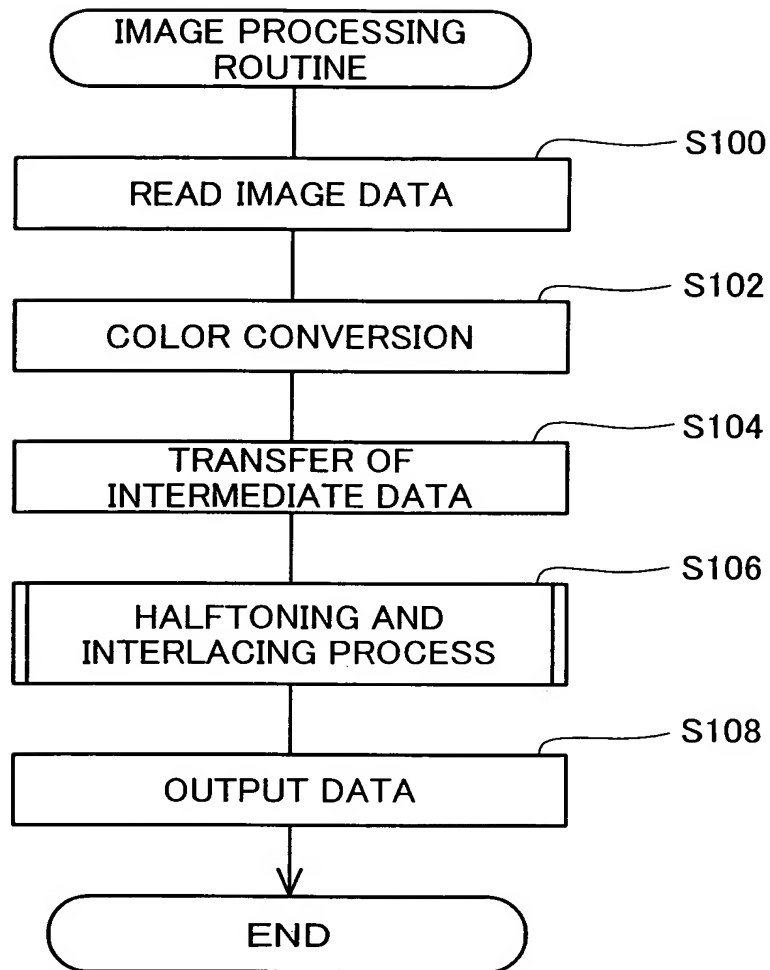 IMAGE PROCESSING
ROUTINE
S100
READ IMAGE DATA
S102
COLOR CONVERSION
S104
TRANSFER OF
INTERMEDIATE DATA
S106
HALFTONING AND
INTERLACING PROCESS
S108
OUTPUT DATA
END